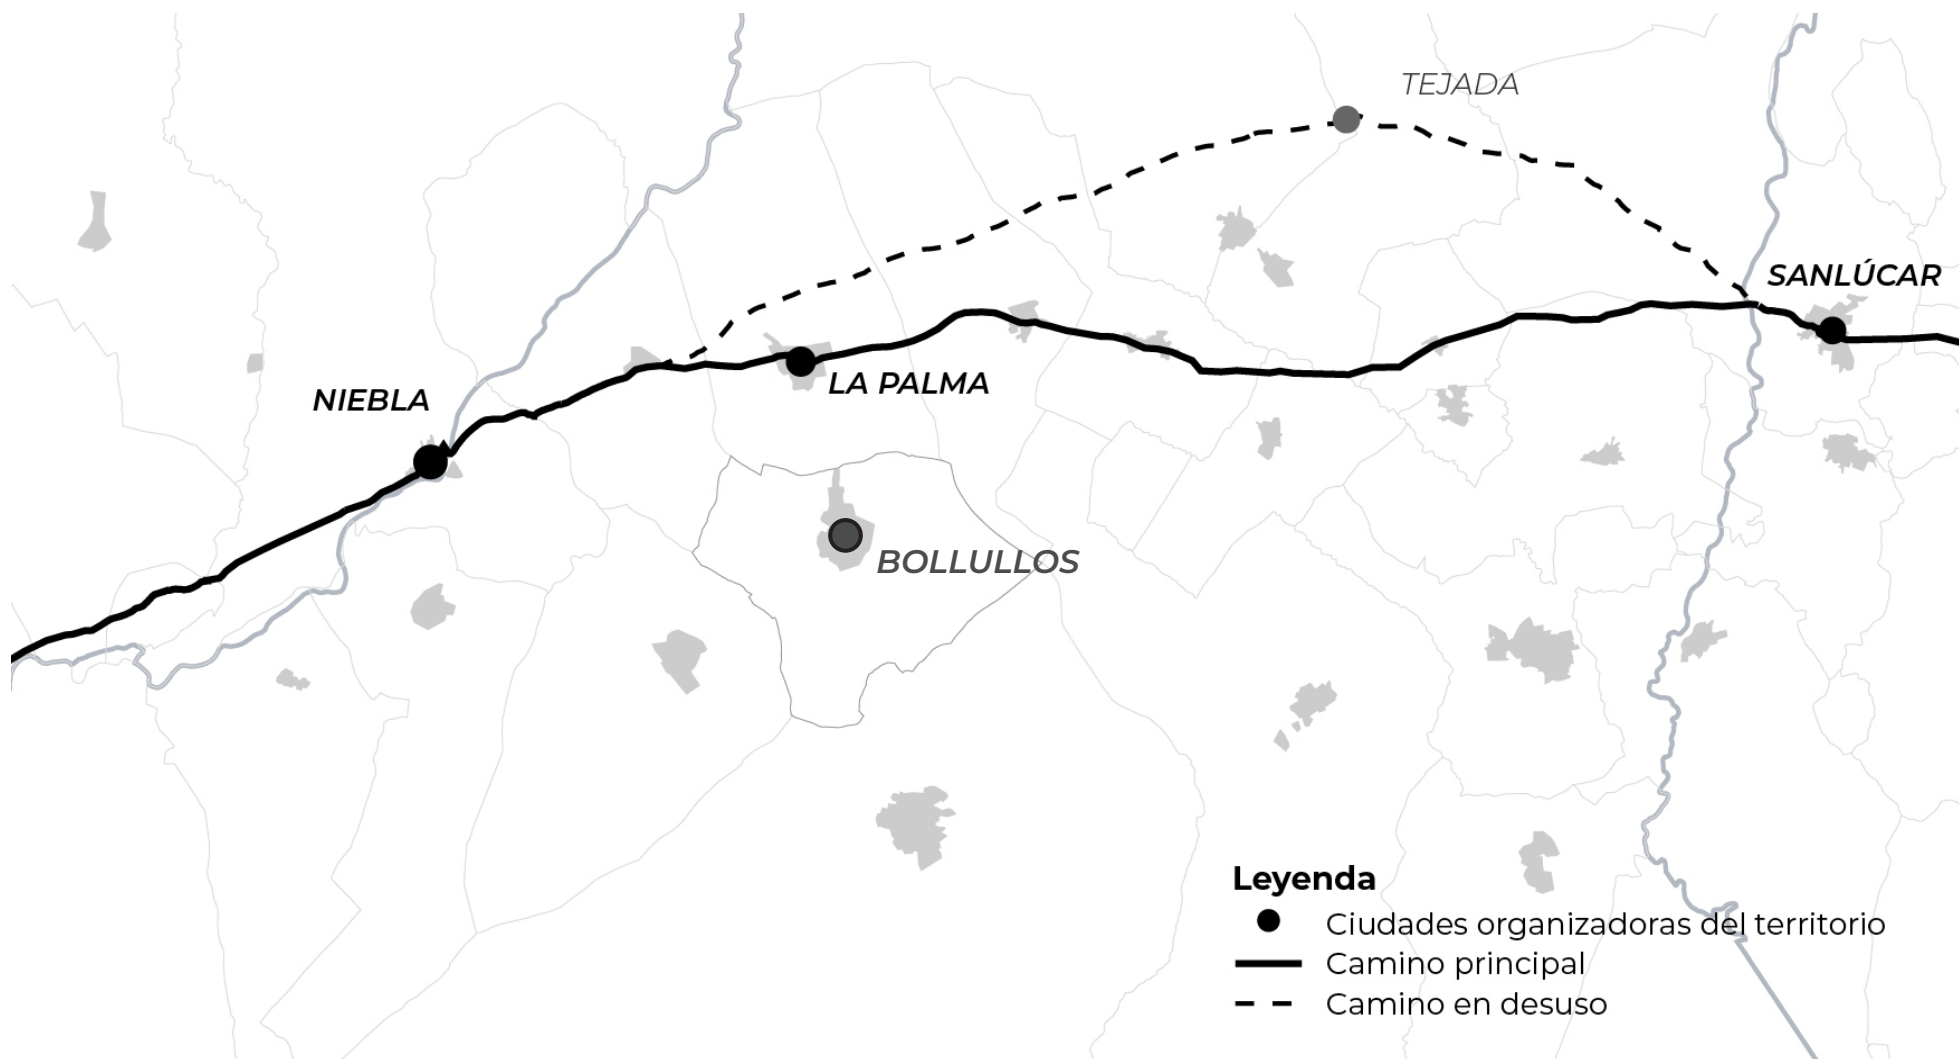 TEJADA
SANLÚCAR
NIEBLA
LA PALMA
BOLLULLOS
Leyenda
Ciudades organizadoras del territorio
Camino principal
Camino en desuso